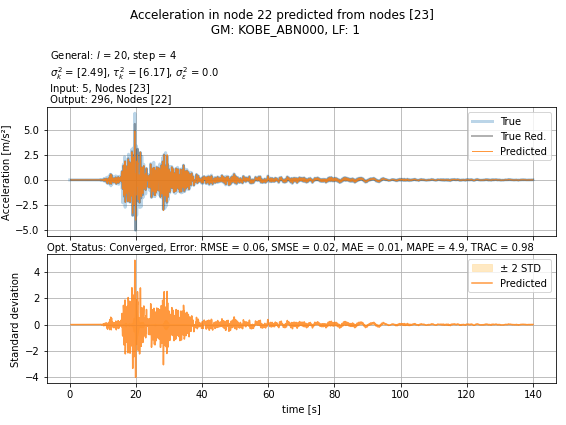 Acceleration in node 22 predicted from nodes [23]
GM: KOBE_ABN000, LF: 1
General: l = 20, step = 4
σ²ₖ = [2.49], τ²ₖ = [6.17], σ²ε = 0.0
Input: 5, Nodes [23]
Output: 296, Nodes [22]
Acceleration [m/s²]
5.0
2.5
0.0
−2.5
−5.0
True
True Red.
Predicted
Opt. Status: Converged, Error: RMSE = 0.06, SMSE = 0.02, MAE = 0.01, MAPE = 4.9, TRAC = 0.98
Standard deviation
4
2
0
−2
−4
± 2 STD
Predicted
0 20 40 60 80 100 120 140
time [s]